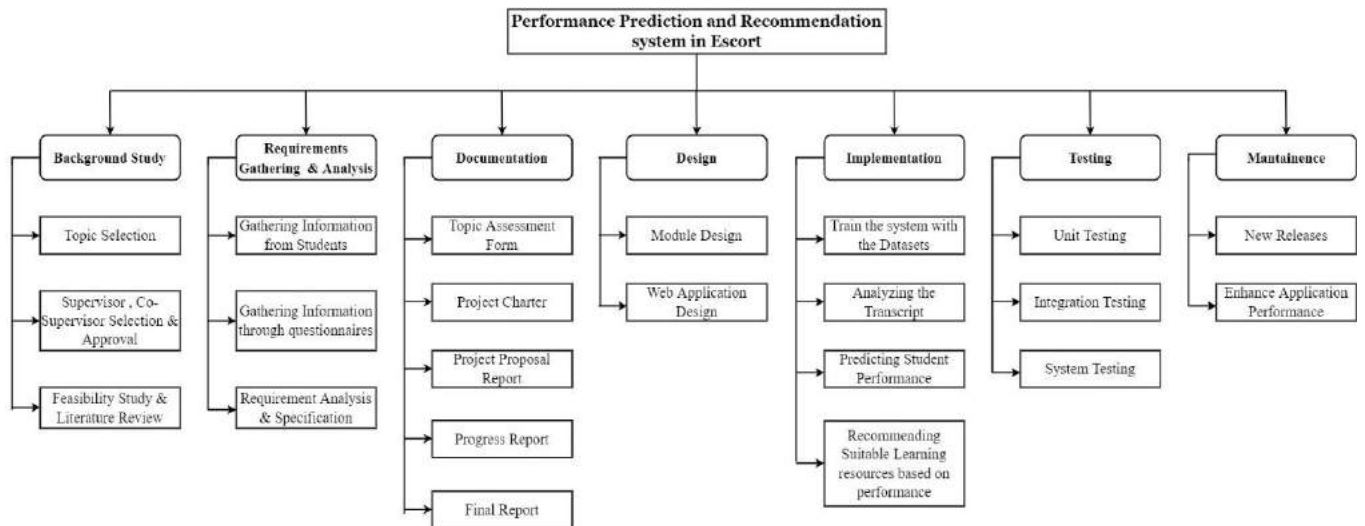 Performance Prediction and Recommendation
system in Escort
Background Study
Topic Selection
Supervisor , Co-
Supervisor Selection &
Approval
Feasibility Study &
Literature Review
Requirements
Gathering & Analysis
Gathering Information
from Students
Gathering Information
through questionnaires
Requirement Analysis
& Specification
Documentation
Topic Assessment
Form
Project Charter
Project Proposal
Report
Progress Report
Final Report
Design
Module Design
Web Application
Design
Implementation
Train the system with
the Datasets
Analyzing the
Transcript
Predicting Student
Performance
Recommending
Suitable Learning
resources based on
performance
Testing
Unit Testing
Integration Testing
System Testing
Mantainence
New Releases
Enhance Application
Performance